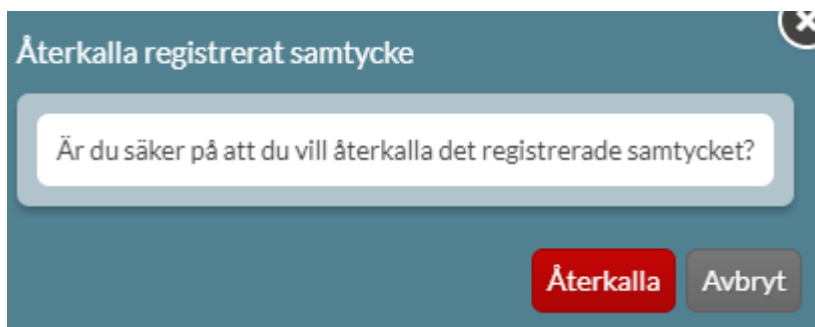 Återkalla registrerat samtycke
Är du säker på att du vill återkalla det registrerade samtycket?
Återkalla Avbryt